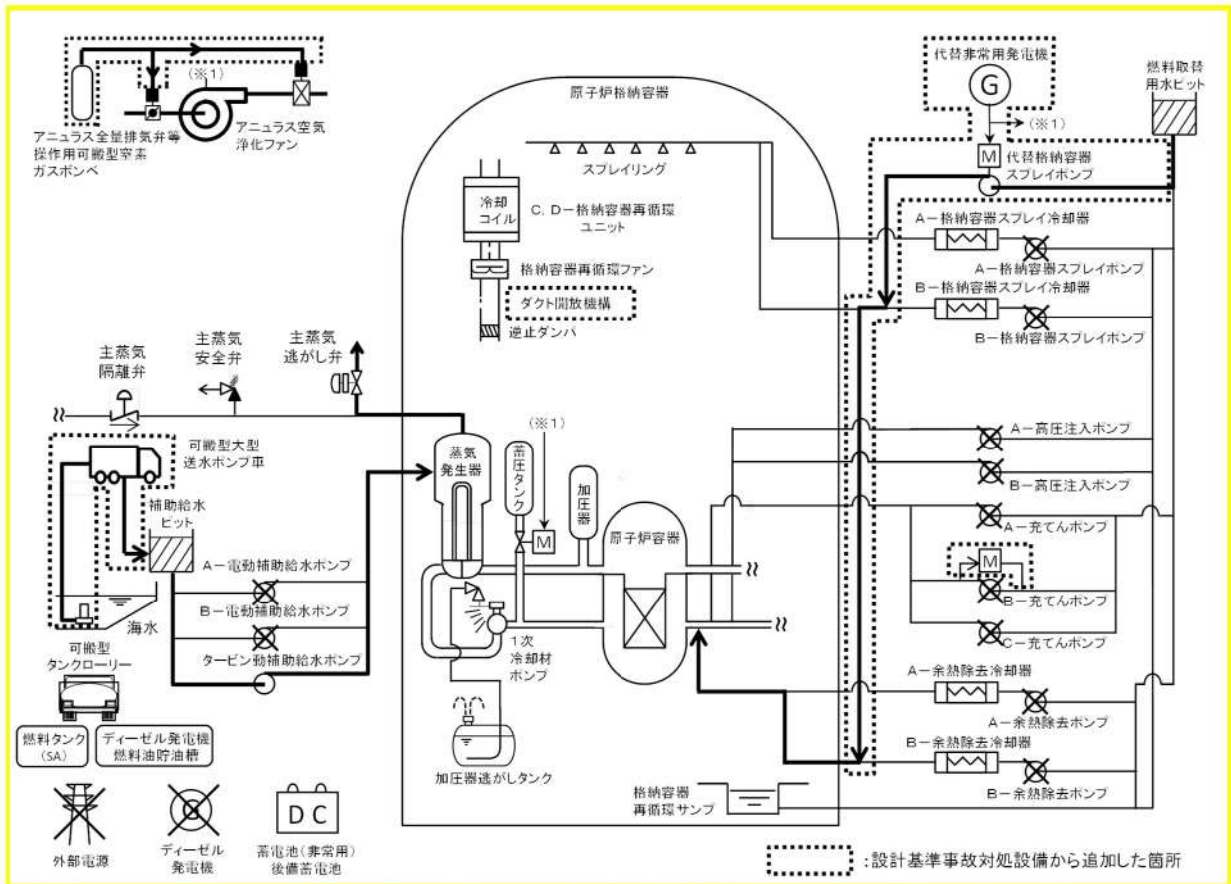 (※1)
アニュラス全量排気弁等
操作用可搬型窒素
ガスボンベ
アニュラス空気
浄化ファン
原子炉格納容器
スプレイリング
冷却
コイル
C, D－格納容器再循環
ユニット
格納容器再循環ファン
ダクト開放機構
逆止ダンパ
代替非常用発電機
G
(※1)
M
代替格納容器
スプレイポンプ
燃料取替
用水ピット
A－格納容器スプレイ冷却器
A－格納容器スプレイポンプ
B－格納容器スプレイ冷却器
B－格納容器スプレイポンプ
主蒸気
隔離弁
主蒸気
安全弁
主蒸気
逃がし弁
可搬型大型
送水ポンプ車
補助給水
ピット
海水
A－電動補助給水ポンプ
B－電動補助給水ポンプ
タービン動補助給水ポンプ
蒸気
発生器
蓄圧タンク
(※1)
M
加圧器
原子炉容器
1次
冷却材
ポンプ
加圧器逃がしタンク
A－高圧注入ポンプ
B－高圧注入ポンプ
A－充てんポンプ
M
B－充てんポンプ
C－充てんポンプ
A－余熱除去冷却器
A－余熱除去ポンプ
B－余熱除去冷却器
B－余熱除去ポンプ
格納容器
再循環サンプ
可搬型
タンクローリー
燃料タンク
(SA)
ディーゼル発電機
燃料油貯油槽
外部電源
ディーゼル
発電機
D C
蓄電池(非常用)
後備蓄電池
:設計基準事故対処設備から追加した箇所